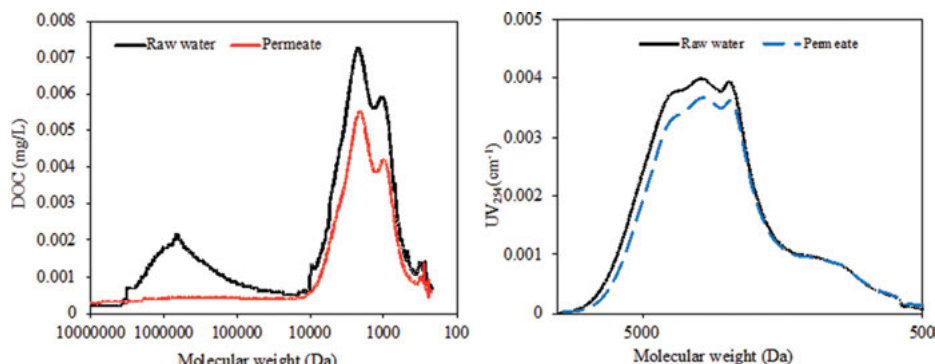 0.008
Raw water Permeate
0.007
0.006
0.005
0.004
0.003
0.002
0.001
0
DOC (mg/L)
10000000 1000000 100000 10000 1000 100
Molecular weight (Da)
0.005
Raw water Permeate
0.004
0.003
0.002
0.001
0
UV254(cm-1)
5000 500
Molecular weight (Da)